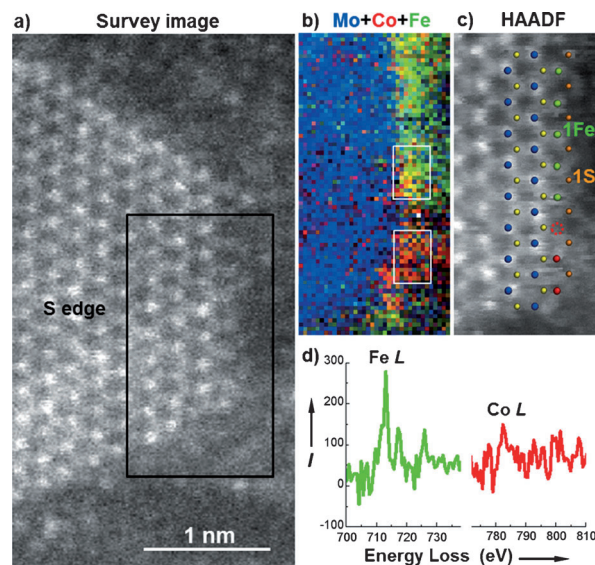 a) Survey image
S edge
1 nm
b) Mo+Co+Fe
c) HAADF
1Fe
1S
d)
300
200
100
0
-100
I
Fe L
Co L
700 710 720 730
780 790 800 810
Energy Loss (eV)